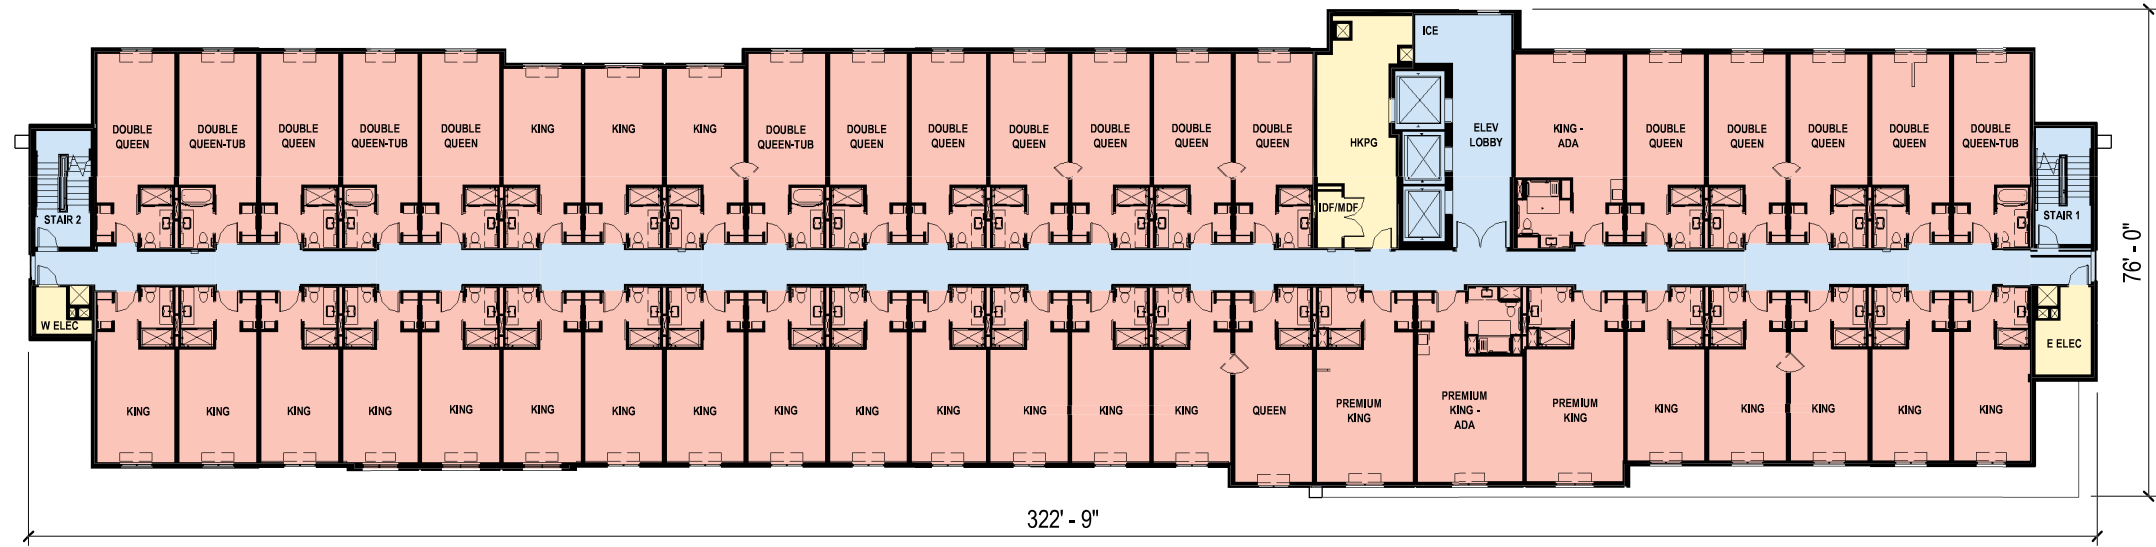 ICE
DOUBLE
QUEEN
DOUBLE
QUEEN-TUB
DOUBLE
QUEEN
DOUBLE
QUEEN-TUB
DOUBLE
QUEEN
KING
KING
KING
DOUBLE
QUEEN-TUB
DOUBLE
QUEEN
DOUBLE
QUEEN
DOUBLE
QUEEN
DOUBLE
QUEEN
DOUBLE
QUEEN
DOUBLE
QUEEN
HKPG
ELEV
LOBBY
KING -
ADA
DOUBLE
QUEEN
DOUBLE
QUEEN
DOUBLE
QUEEN
DOUBLE
QUEEN
DOUBLE
QUEEN-TUB
STAIR 2
IDF/MDF
STAIR 1
76' - 0"
W ELEC
E ELEC
KING
KING
KING
KING
KING
KING
KING
KING
KING
KING
KING
KING
KING
KING
QUEEN
PREMIUM
KING
PREMIUM
KING -
ADA
PREMIUM
KING
KING
KING
KING
KING
KING
322' - 9"